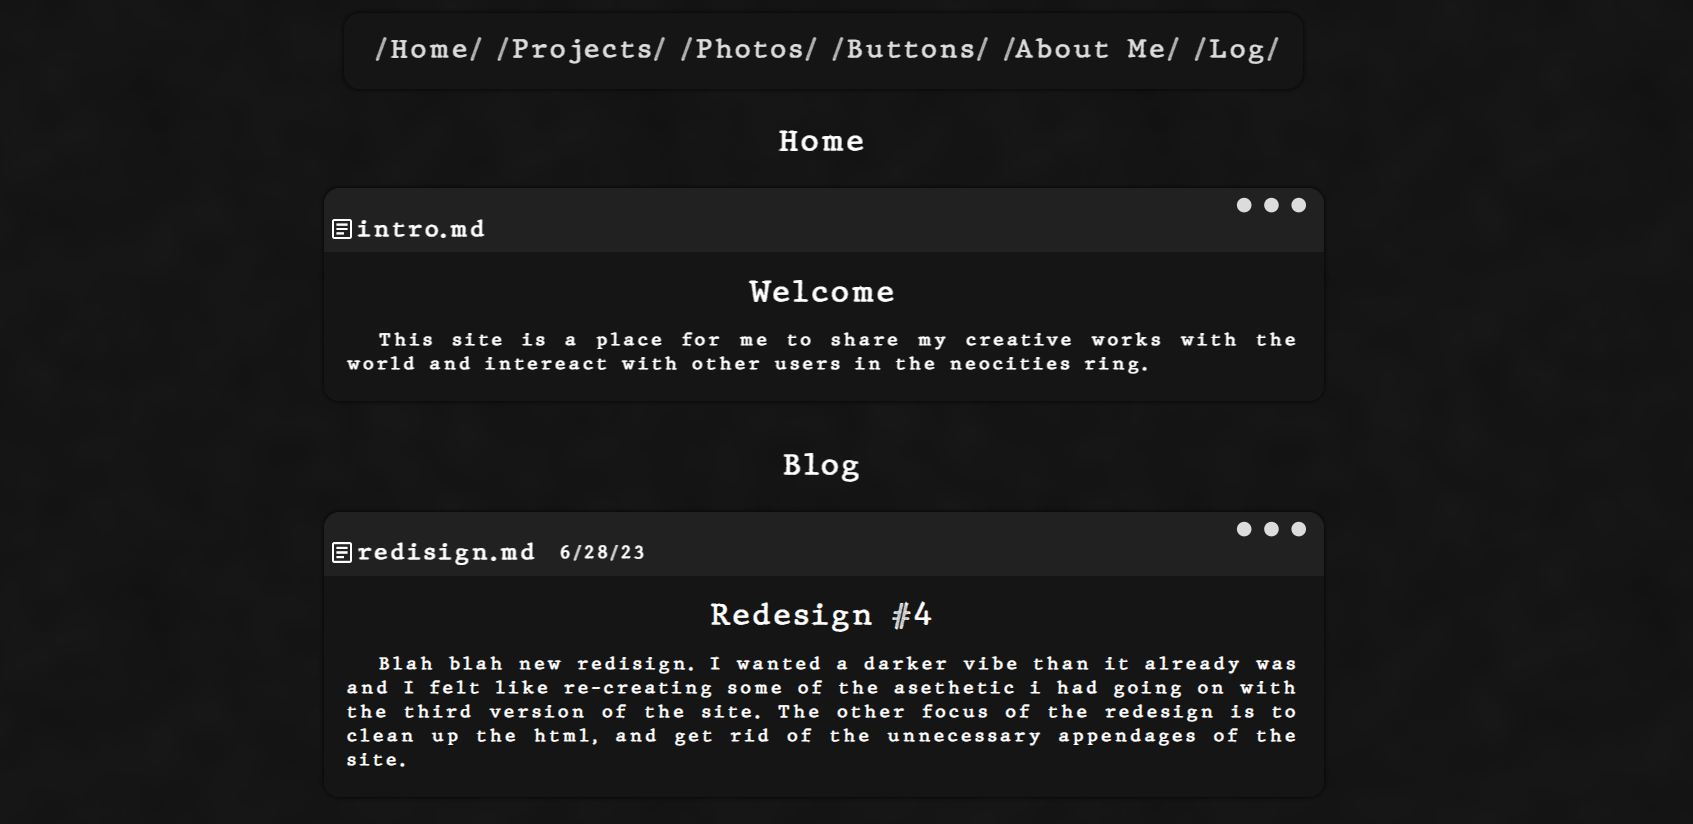 /Home/ /Projects/ /Photos/ /Buttons/ /About Me/ /Log/
Home
intro.md
Welcome
This site is a place for me to share my creative works with the
world and intereact with other users in the neocities ring.
Blog
redisign.md 6/28/23
Redesign #4
Blah blah new redisign. I wanted a darker vibe than it already was
and I felt like re-creating some of the asethetic i had going on with
the third version of the site. The other focus of the redesign is to
clean up the html, and get rid of the unnecessary appendages of the
site.